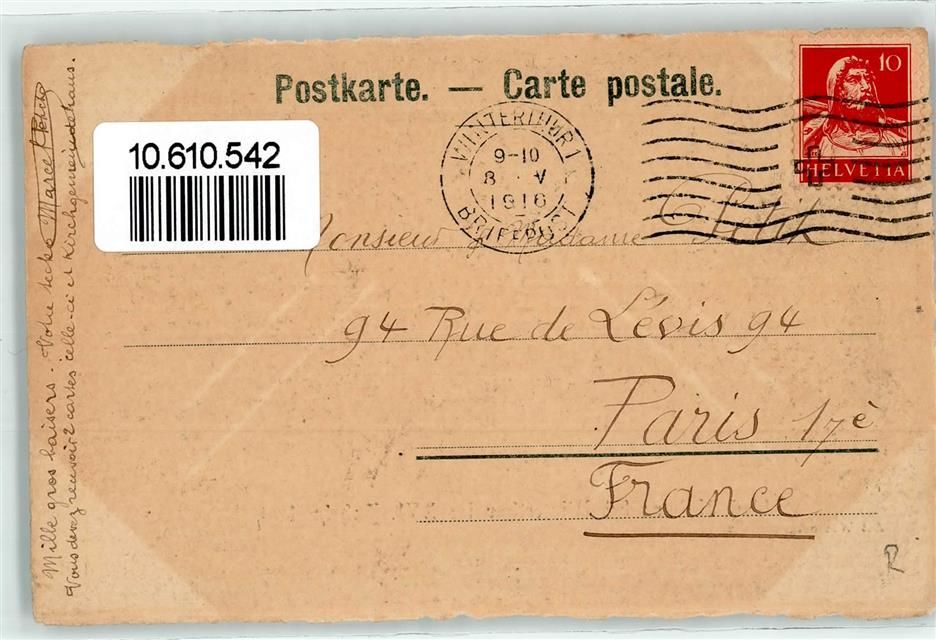 Postkarte. — Carte postale.
10
HELVETIA
10.610.542
WINTERTHUR 1
9-10
8 V
1916
BRIEFPOST
Monsieur & Madame Petit
94 Rue de Lévis 94
Paris 17è
France
Mille gros baisers. Votre Marcel
Vous devez recevoir 2 cartes celle-ci et Kirchgemeindehaus.
R